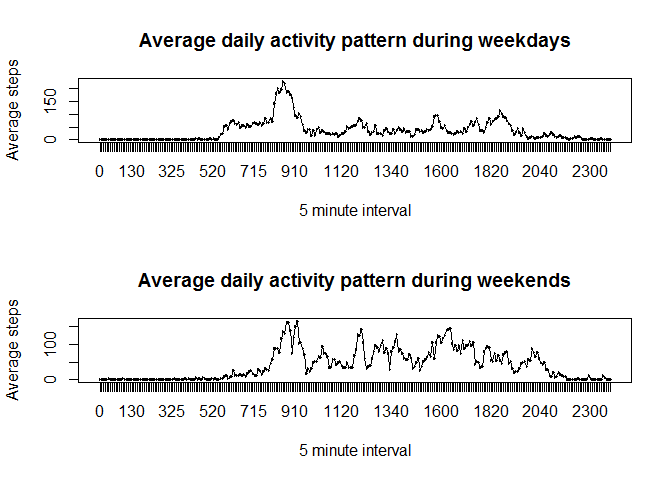 Average daily activity pattern during weekdays
Average steps
0 150
0 130 325 520 715 910 1120 1340 1600 1820 2040 2300
5 minute interval
Average daily activity pattern during weekends
Average steps
0 100
0 130 325 520 715 910 1120 1340 1600 1820 2040 2300
5 minute interval